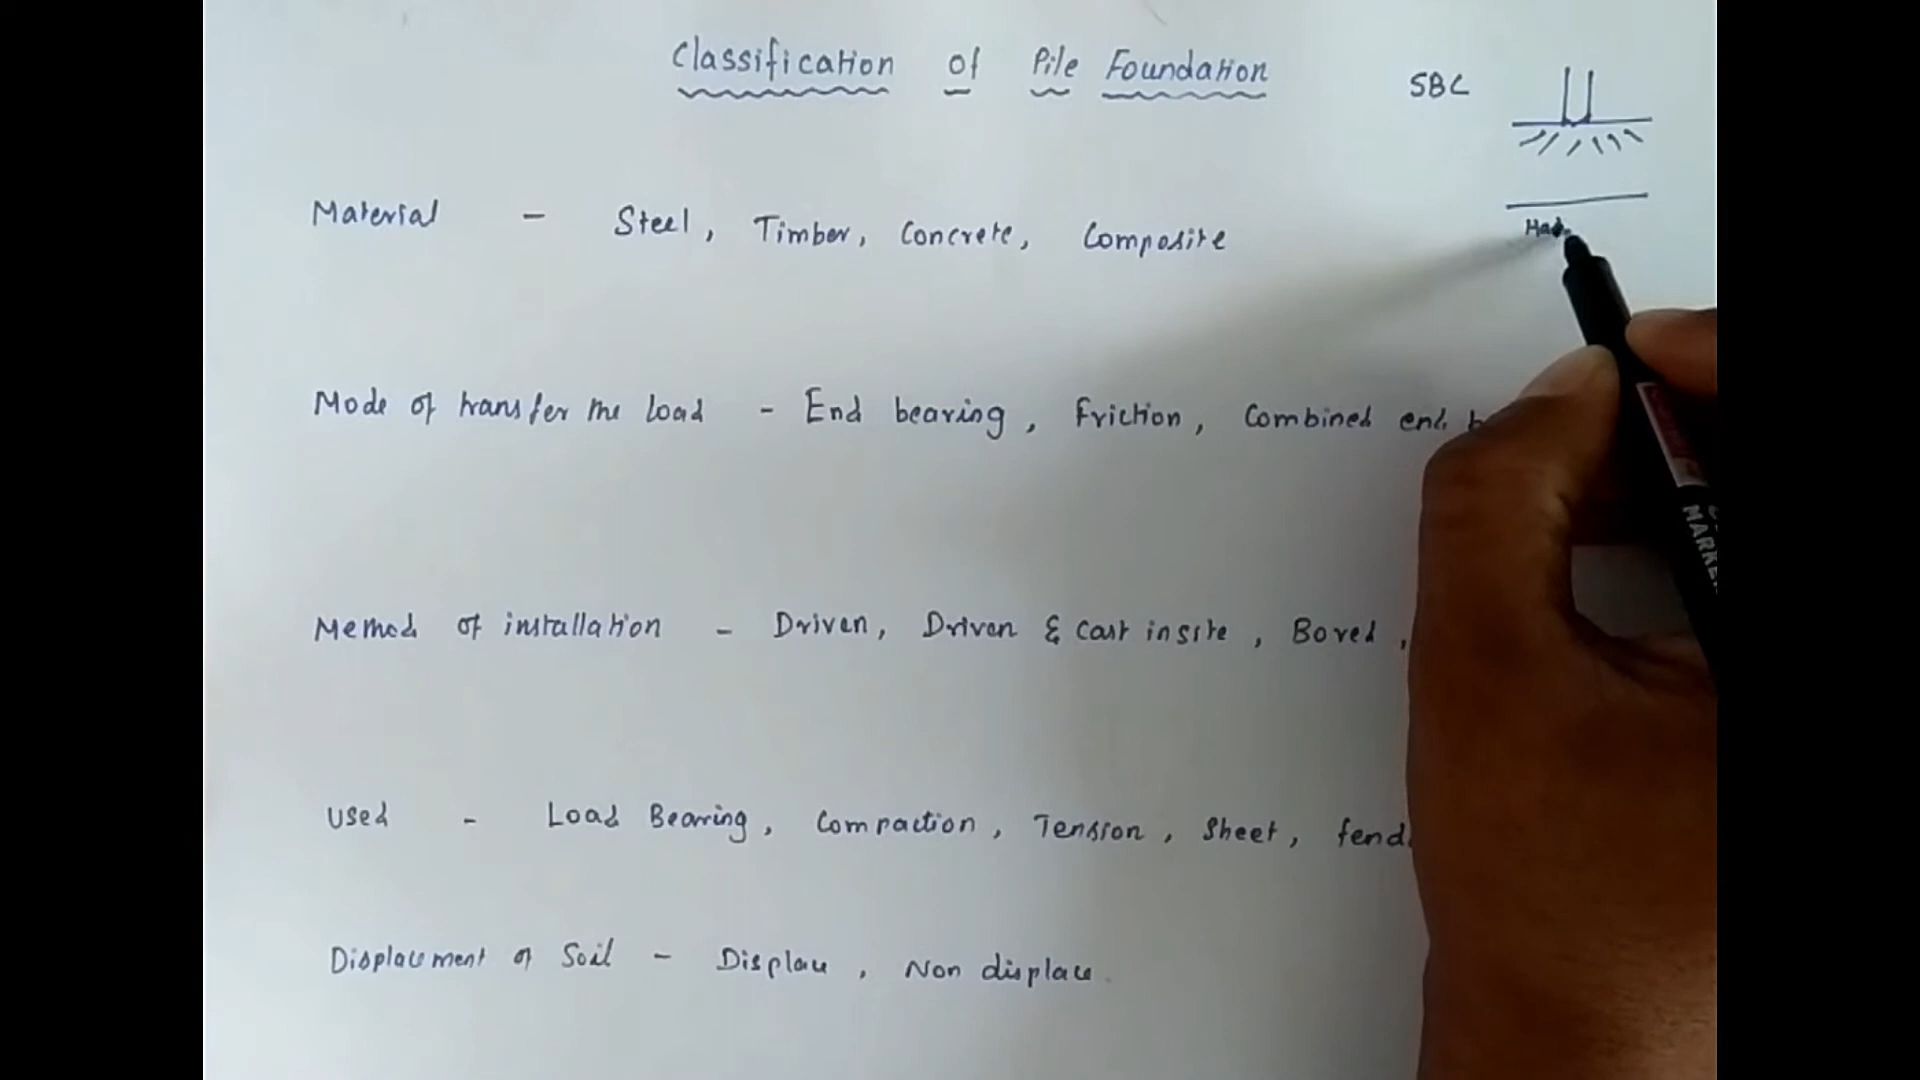 Classification of Pile Foundation
SBC
Material - Steel, Timber, Concrete, Composite
Mode of transfer the load - End bearing, Friction, Combined end
Method of installation - Driven, Driven & Cast insite, Bored,
Used - Load Bearing, Compaction, Tension, Sheet, fend
Displacement of Soil - Displace, Non displace.